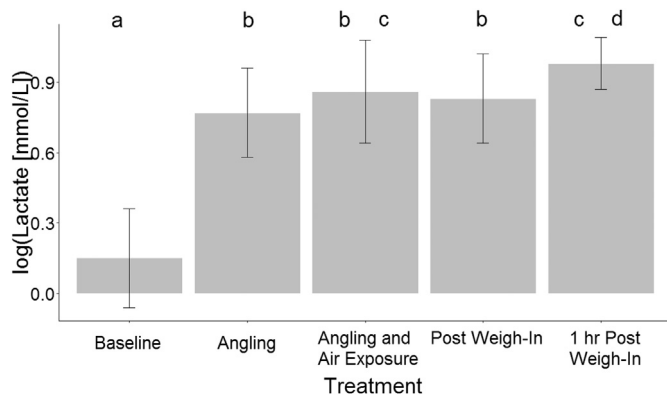 a b b c b c d
log(Lactate [mmol/L])
0.9
0.6
0.3
0.0
Baseline Angling Angling and Post Weigh-In 1 hr Post
Air Exposure Weigh-In
Treatment